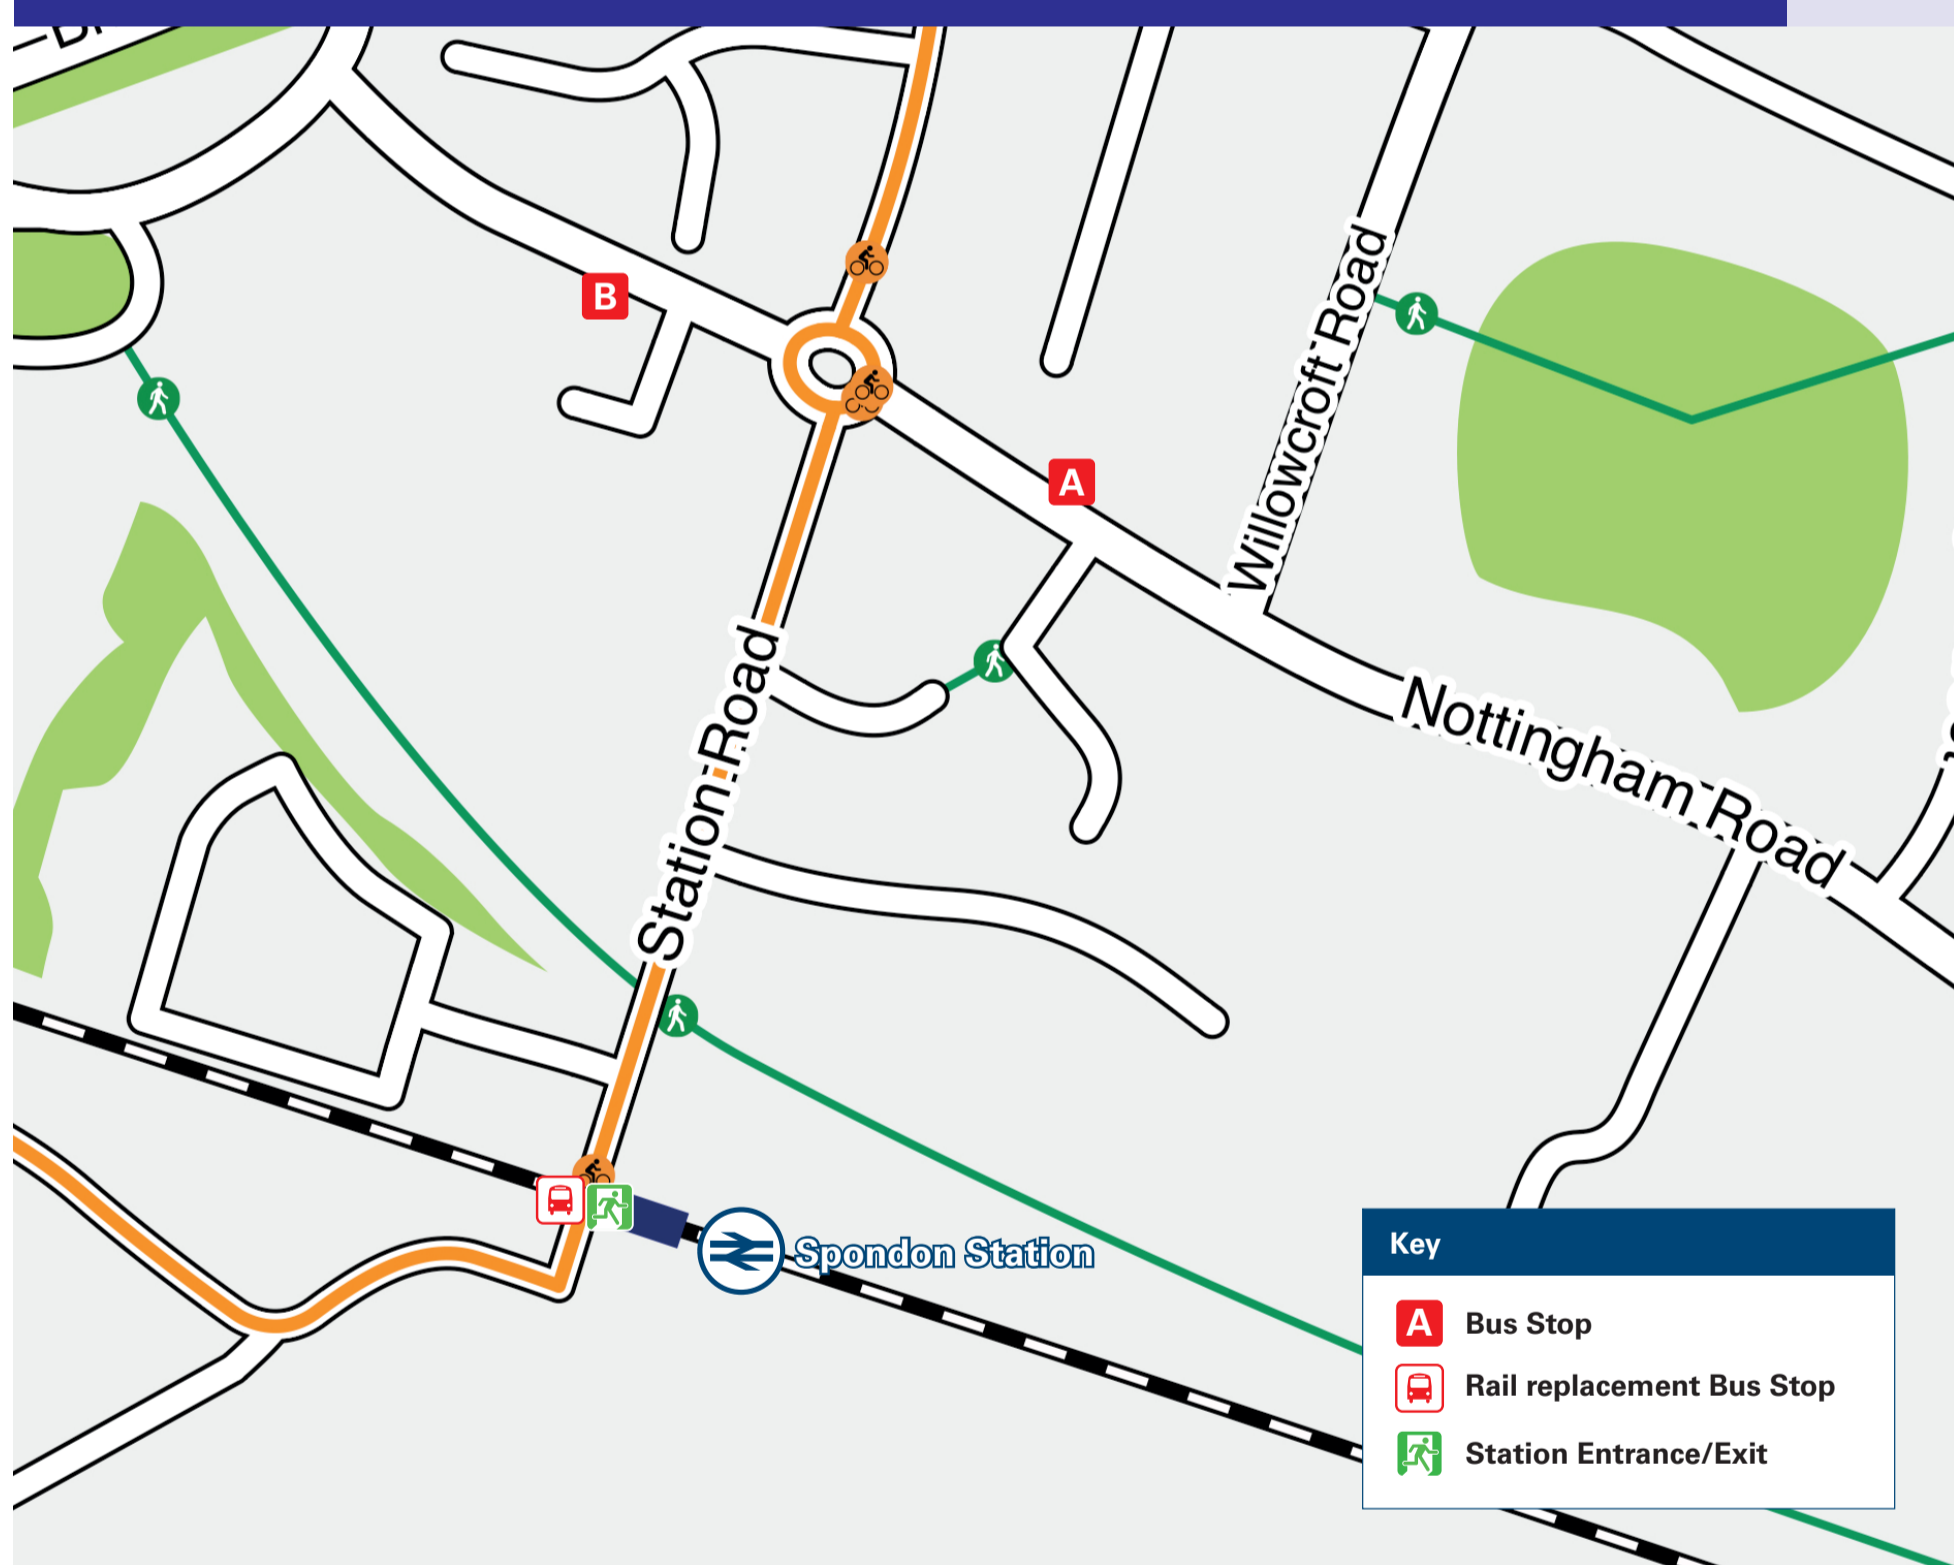 B
A
Willowcroft Road
Station Road
Nottingham Road
Spondon Station
Key
A Bus Stop
Rail replacement Bus Stop
Station Entrance/Exit